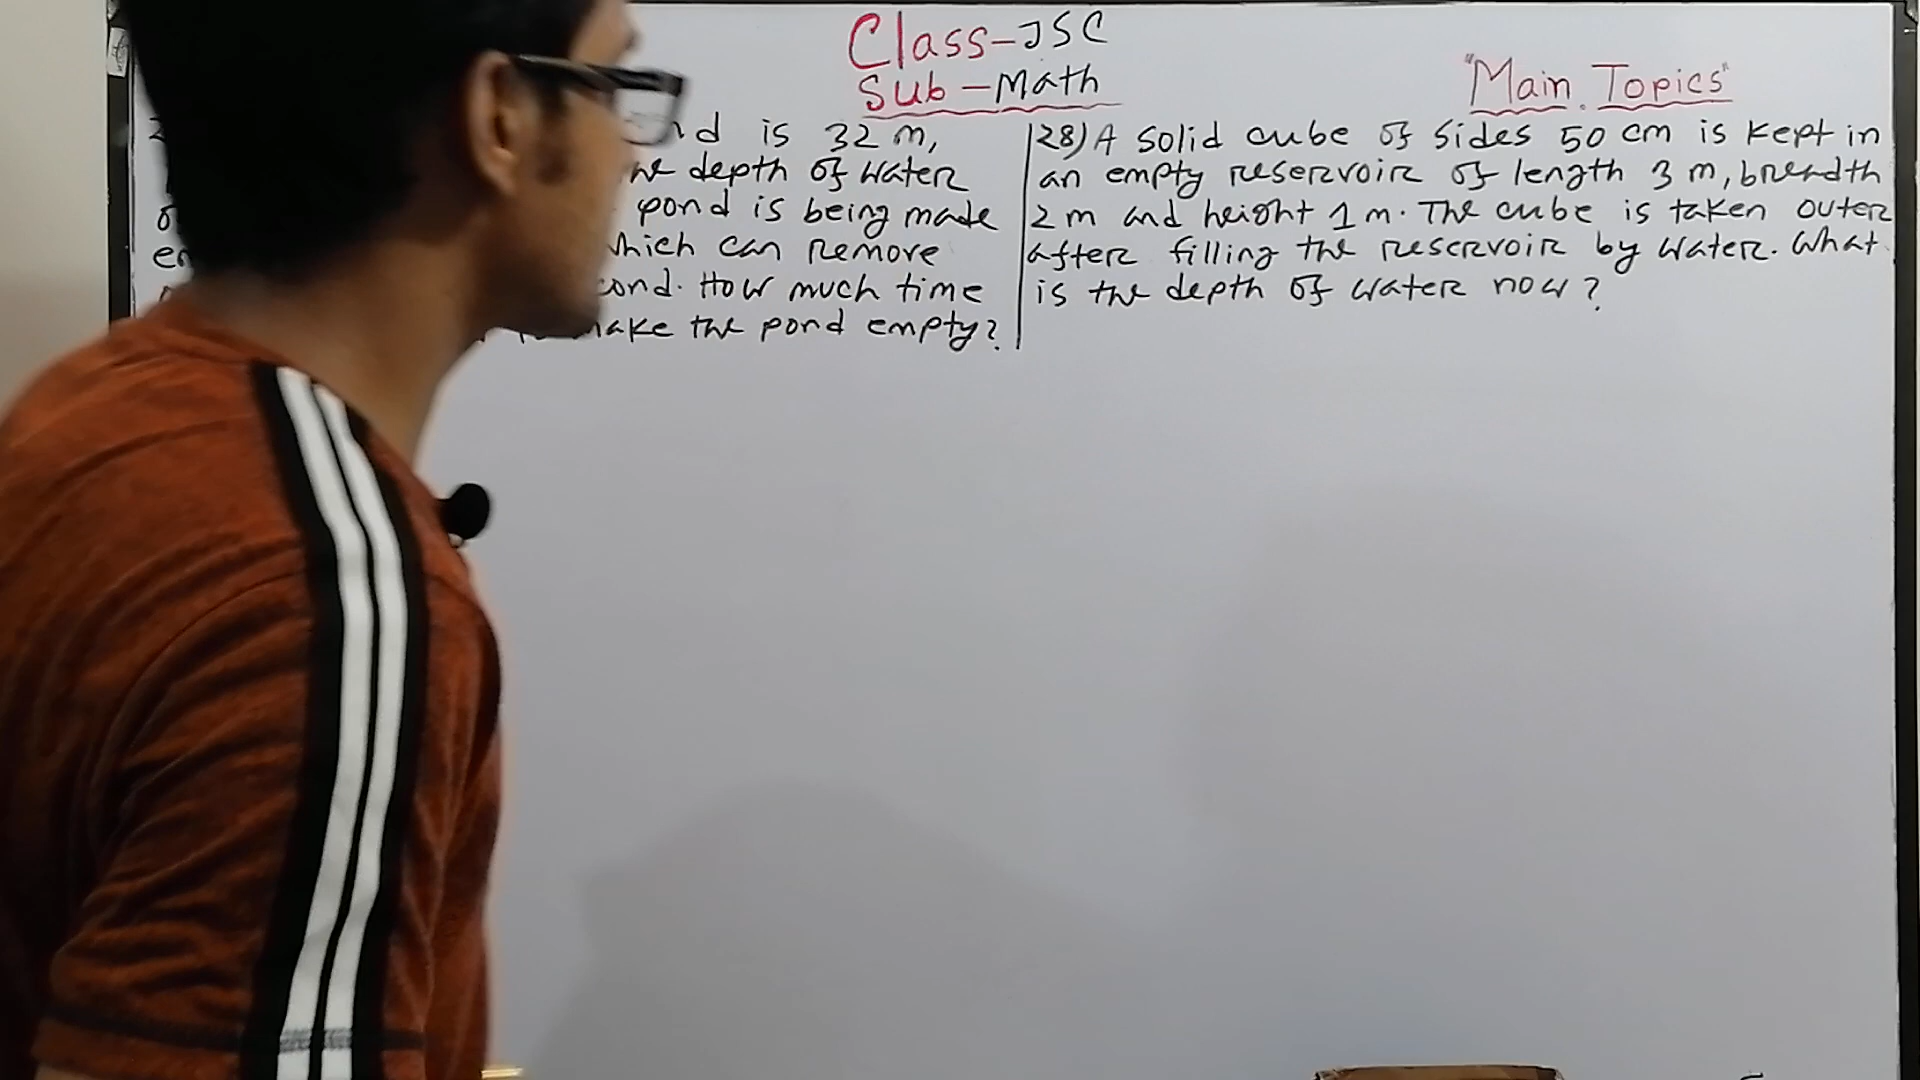 Class-JSC
Sub-Math
"Main Topics"
is 32 m,
depth of water
pond is being made
which can remove
How much time
make the pond empty?
28) A solid cube of sides 50 cm is kept in
an empty reservoir of length 3 m, breadth
2 m and height 1 m. The cube is taken outer
after filling the reservoir by water. What
is the depth of water now?